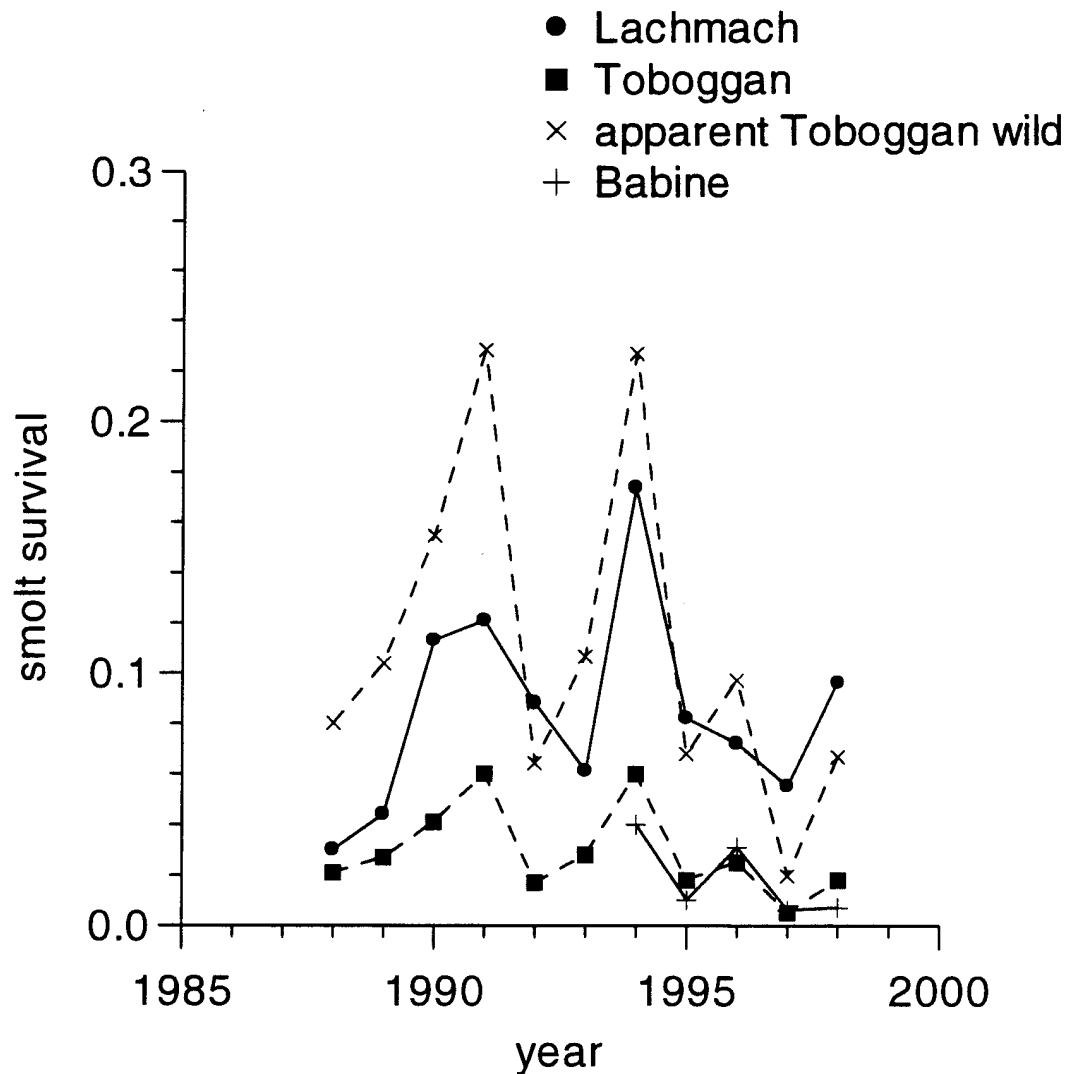 ● Lachmach
■ Toboggan
× apparent Toboggan wild
+ Babine
0.3
0.2
0.1
0.0
smolt survival
1985 1990 1995 2000
year